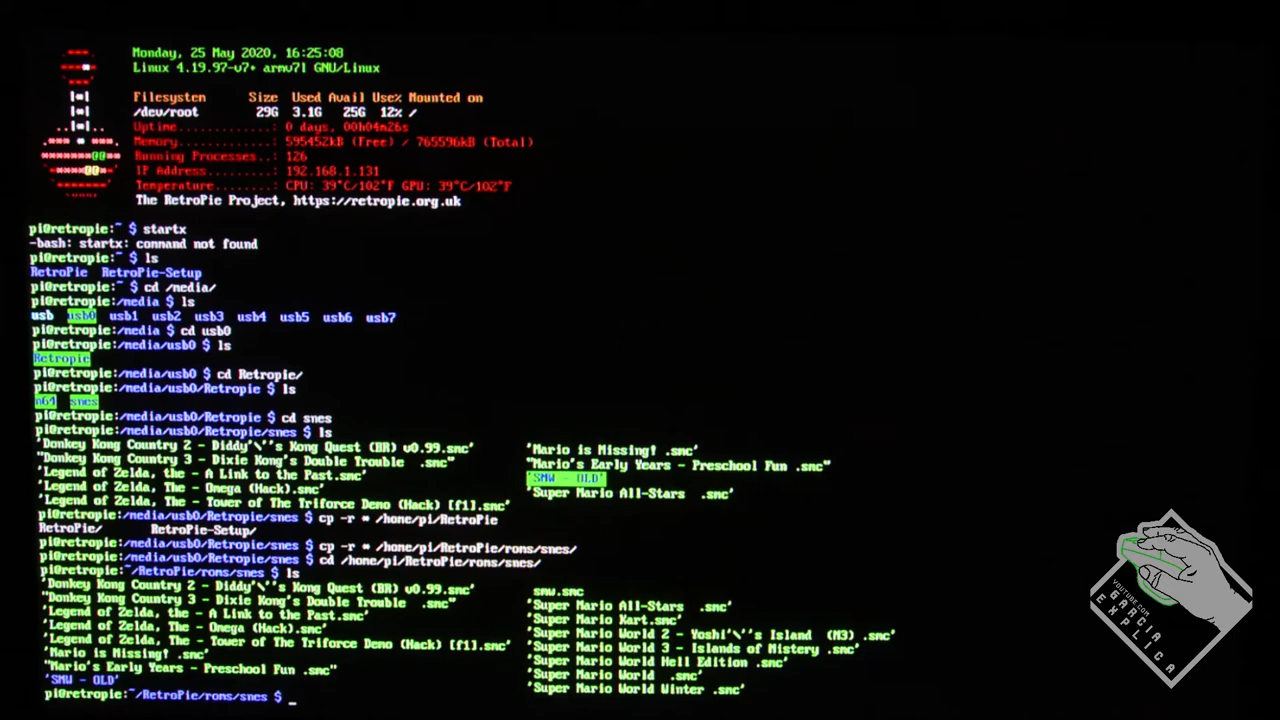 Monday, 25 May 2020, 16:25:08
Linux 4.19.97-v7+ armv7l GNU/Linux
Filesystem Size Used Avail Use% Mounted on
/dev/root 29G 3.1G 25G 12% /
Uptime.............: 0 days, 00h04m26s
Memory.............: 595452kB (Free) / 765596kB (Total)
Running Processes..: 126
IP Address.........: 192.168.1.131
Temperature........: CPU: 39°C/102°F GPU: 39°C/102°F
The RetroPie Project, https://retropie.org.uk
pi@retropie:~ $ startx
-bash: startx: command not found
pi@retropie:~ $ ls
RetroPie RetroPie-Setup
pi@retropie:~ $ cd /media/
pi@retropie:/media $ ls
usb usb0 usb1 usb2 usb3 usb4 usb5 usb6 usb7
pi@retropie:/media $ cd usb0
pi@retropie:/media/usb0 $ ls
Retropie
pi@retropie:/media/usb0 $ cd Retropie/
pi@retropie:/media/usb0/Retropie $ ls
n64 snes
pi@retropie:/media/usb0/Retropie $ cd snes
pi@retropie:/media/usb0/Retropie/snes $ ls
'Donkey Kong Country 2 - Diddy'\''s Kong Quest (BR) v0.99.smc' 'Mario is Missing! .smc'
"Donkey Kong Country 3 - Dixie Kong's Double Trouble .smc" "Mario's Early Years - Preschool Fun .smc"
'Legend of Zelda, the - A Link to the Past.smc' 'SMW - OLD'
'Legend of Zelda, The - Omega (Hack).smc' 'Super Mario All-Stars .smc'
'Legend of Zelda, The - Tower of The Triforce Demo (Hack) [f1].smc'
pi@retropie:/media/usb0/Retropie/snes $ cp -r * /home/pi/RetroPie
RetroPie/ RetroPie-Setup/
pi@retropie:/media/usb0/Retropie/snes $ cp -r * /home/pi/RetroPie/roms/snes/
pi@retropie:/media/usb0/Retropie/snes $ cd /home/pi/RetroPie/roms/snes/
pi@retropie:~/RetroPie/roms/snes $ ls
'Donkey Kong Country 2 - Diddy'\''s Kong Quest (BR) v0.99.smc' smw.smc
"Donkey Kong Country 3 - Dixie Kong's Double Trouble .smc" 'Super Mario All-Stars .smc'
'Legend of Zelda, the - A Link to the Past.smc' 'Super Mario Kart.smc'
'Legend of Zelda, The - Omega (Hack).smc' 'Super Mario World 2 - Yoshi'\''s Island (M3) .smc'
'Legend of Zelda, The - Tower of The Triforce Demo (Hack) [f1].smc' 'Super Mario World 3 - Islands of Mistery .smc'
'Mario is Missing! .smc' 'Super Mario World Hell Edition .smc'
"Mario's Early Years - Preschool Fun .smc" 'Super Mario World .smc'
'SMW - OLD' 'Super Mario World Winter .smc'
pi@retropie:~/RetroPie/roms/snes $ _
YOUTUBE.COM
GARCIA
EXPLICA